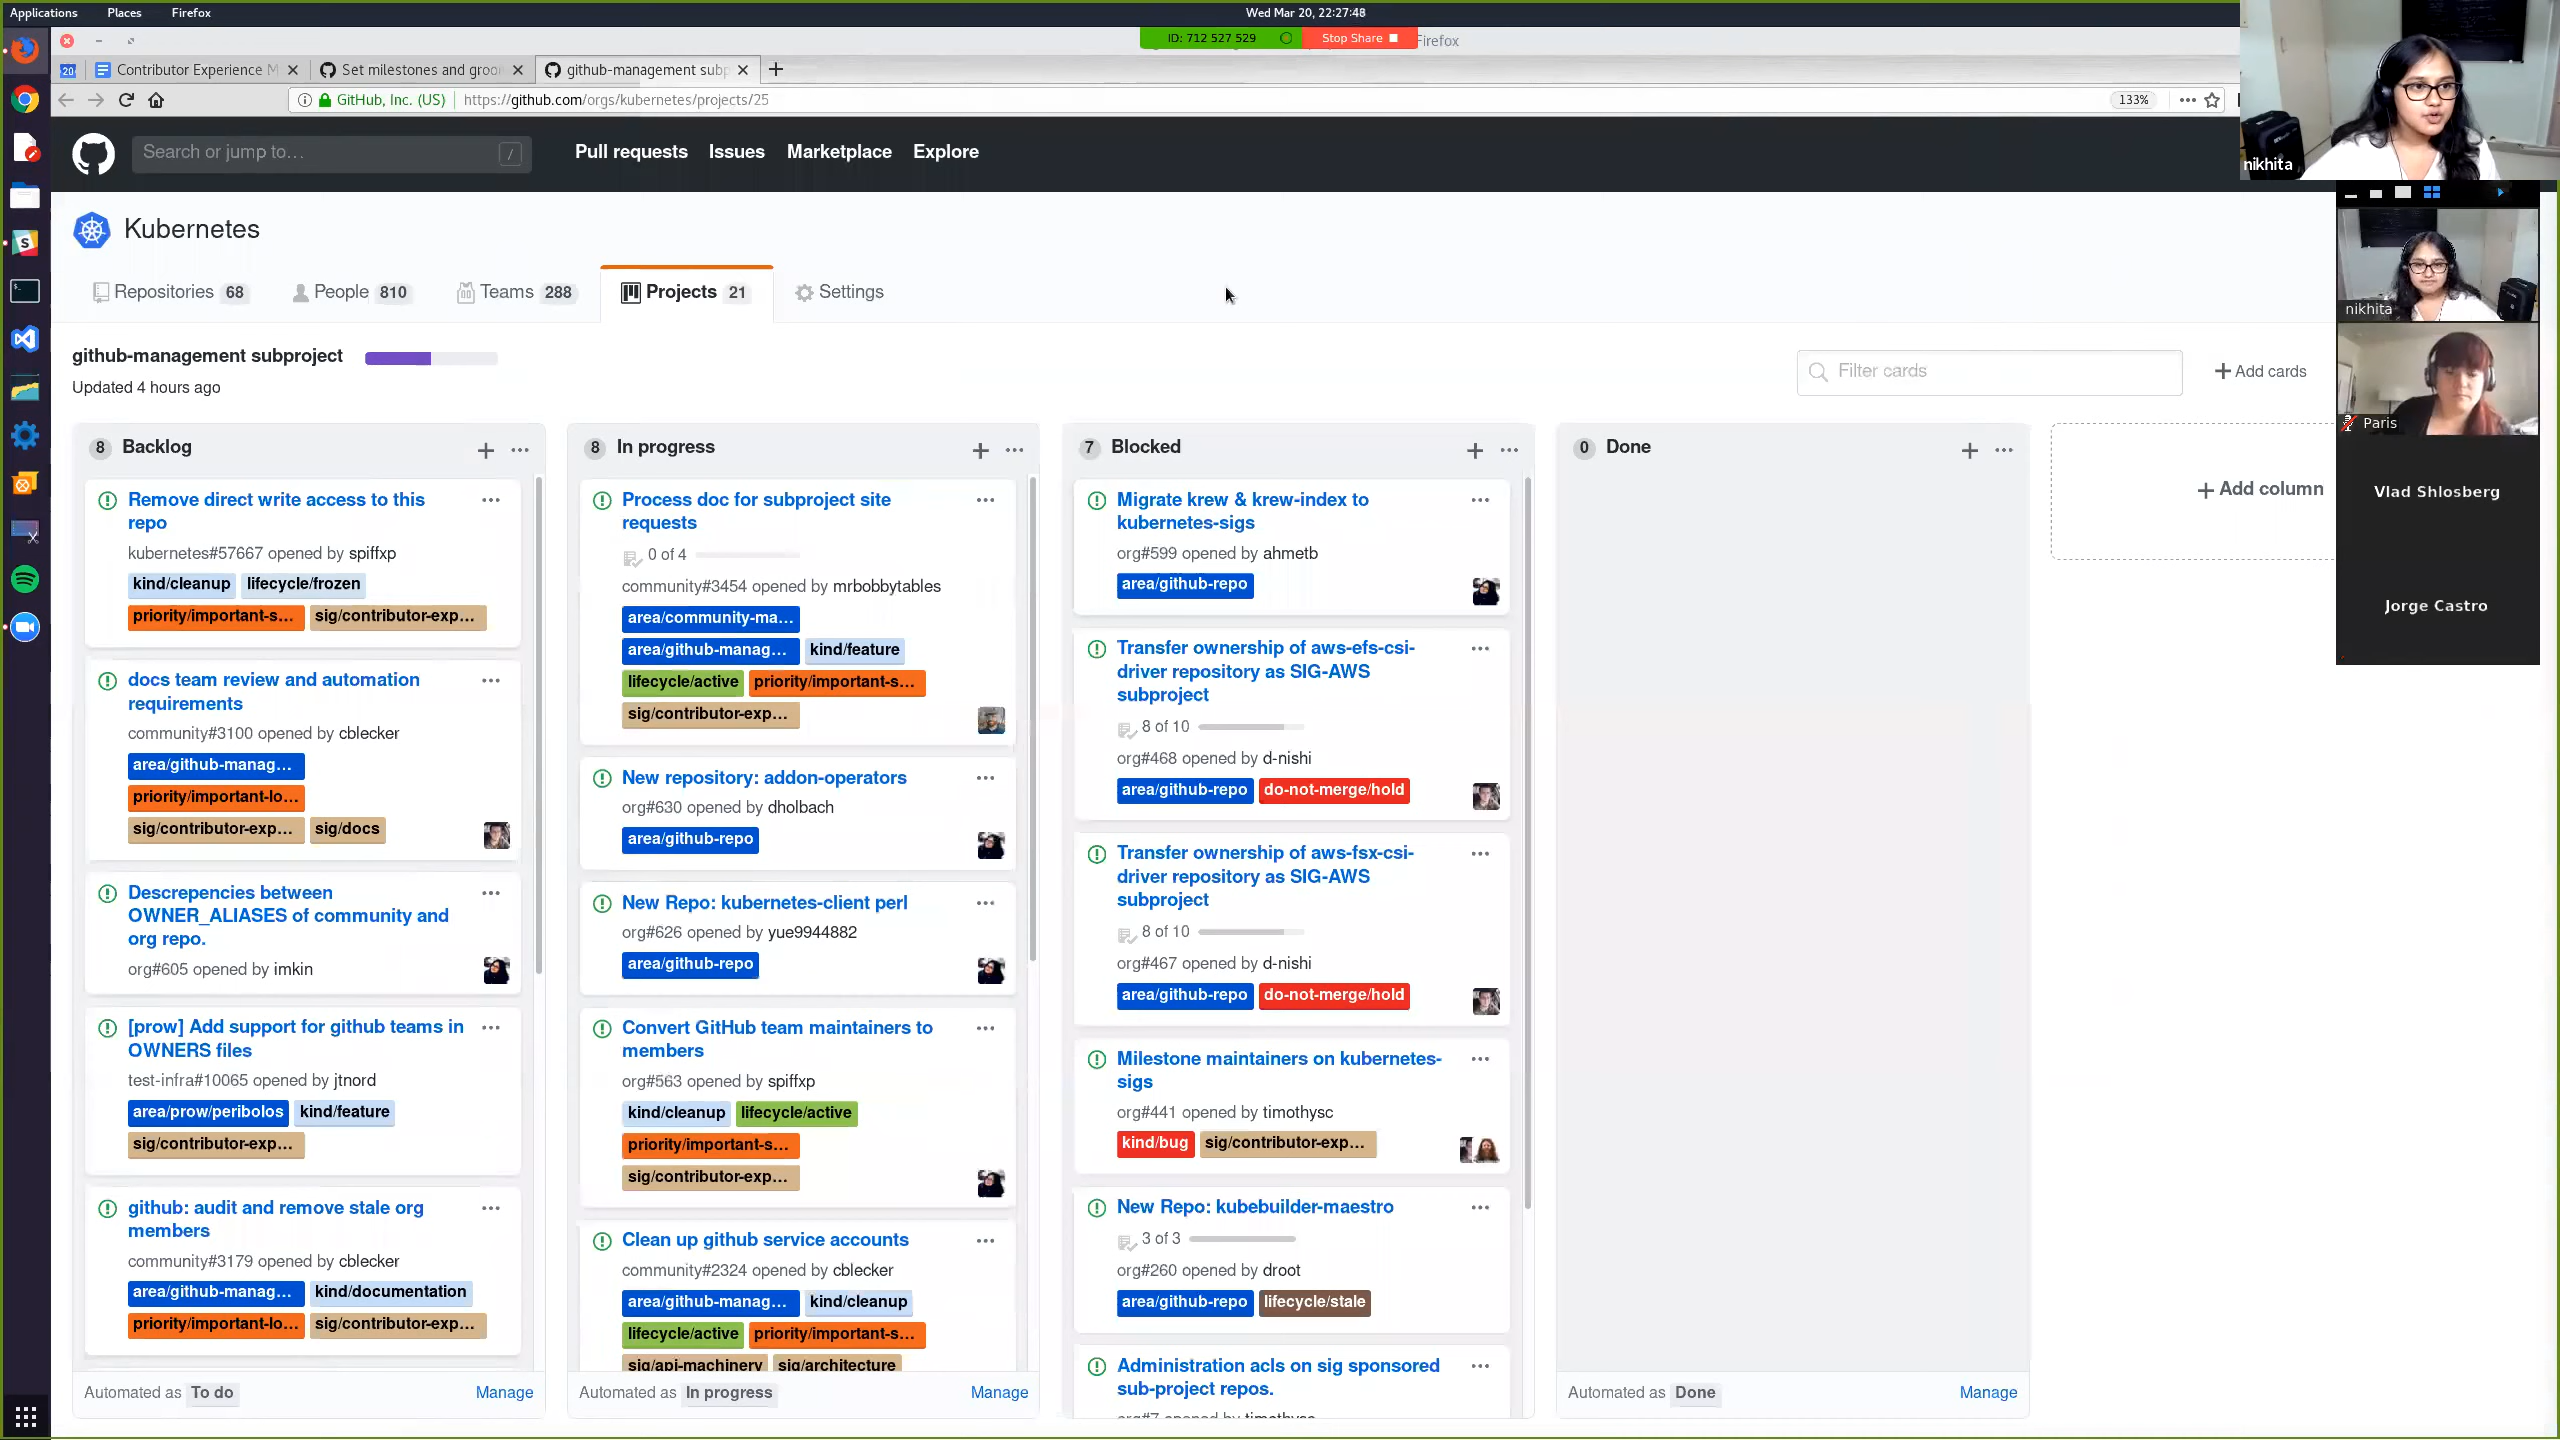 Applications Places Firefox
Wed Mar 20, 22:27:48
ID: 712 527 529 Stop Share
Firefox
Contributor Experience M
Set milestones and groo
github-management subp
GitHub, Inc. (US) https://github.com/orgs/kubernetes/projects/25
133%
Search or jump to… /
Pull requests Issues Marketplace Explore
nikhita
Kubernetes
Repositories 68 People 810 Teams 288 Projects 21 Settings
github-management subproject
Updated 4 hours ago
Filter cards
Add cards
8 Backlog
Remove direct write access to this
repo
kubernetes#57667 opened by spiffxp
kind/cleanup lifecycle/frozen
priority/important-s… sig/contributor-exp…
docs team review and automation
requirements
community#3100 opened by cblecker
area/github-manag…
priority/important-lo…
sig/contributor-exp… sig/docs
Descrepencies between
OWNER_ALIASES of community and
org repo.
org#605 opened by imkin
[prow] Add support for github teams in
OWNERS files
test-infra#10065 opened by jtnord
area/prow/peribolos kind/feature
sig/contributor-exp…
github: audit and remove stale org
members
community#3179 opened by cblecker
area/github-manag… kind/documentation
priority/important-lo… sig/contributor-exp…
Automated as To do Manage
8 In progress
Process doc for subproject site
requests
0 of 4
community#3454 opened by mrbobbytables
area/community-ma…
area/github-manag… kind/feature
lifecycle/active priority/important-s…
sig/contributor-exp…
New repository: addon-operators
org#630 opened by dholbach
area/github-repo
New Repo: kubernetes-client perl
org#626 opened by yue9944882
area/github-repo
Convert GitHub team maintainers to
members
org#563 opened by spiffxp
kind/cleanup lifecycle/active
priority/important-s…
sig/contributor-exp…
Clean up github service accounts
community#2324 opened by cblecker
area/github-manag… kind/cleanup
lifecycle/active priority/important-s…
sig/api-machinery sig/architecture
Automated as In progress Manage
7 Blocked
Migrate krew & krew-index to
kubernetes-sigs
org#599 opened by ahmetb
area/github-repo
Transfer ownership of aws-efs-csi-
driver repository as SIG-AWS
subproject
8 of 10
org#468 opened by d-nishi
area/github-repo do-not-merge/hold
Transfer ownership of aws-fsx-csi-
driver repository as SIG-AWS
subproject
8 of 10
org#467 opened by d-nishi
area/github-repo do-not-merge/hold
Milestone maintainers on kubernetes-
sigs
org#441 opened by timothysc
kind/bug sig/contributor-exp…
New Repo: kubebuilder-maestro
3 of 3
org#260 opened by droot
area/github-repo lifecycle/stale
Administration acls on sig sponsored
sub-project repos.
org#7 opened by timothysc
0 Done
Automated as Done Manage
Add column
nikhita
Paris
Vlad Shlosberg
Jorge Castro